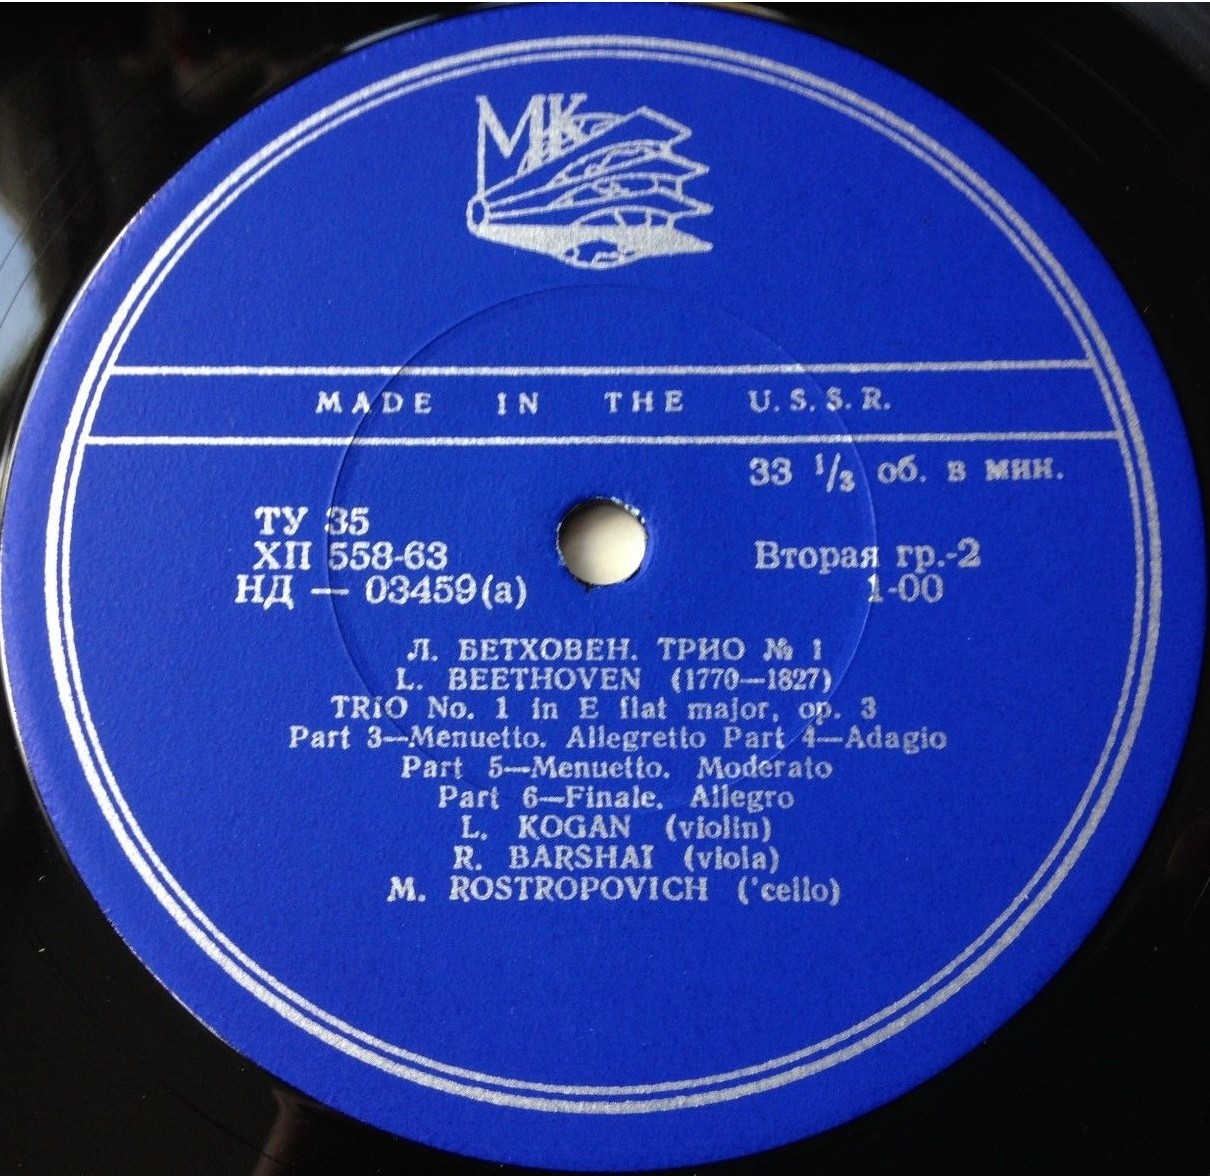 МК
MADE IN THE U.S.S.R.
33 1/3 об. в мин.
ТУ 35
ХП 558-63
НД — 03459(а)
Вторая гр.-2
1-00
Л. БЕТХОВЕН. ТРИО № 1
L. BEETHOVEN (1770—1827)
TRIO No. 1 in E flat major, op. 3
Part 3—Menuetto. Allegretto Part 4—Adagio
Part 5—Menuetto. Moderato
Part 6—Finale. Allegro
L. KOGAN (violin)
R. BARSHAĬ (viola)
M. ROSTROPOVICH ('cello)